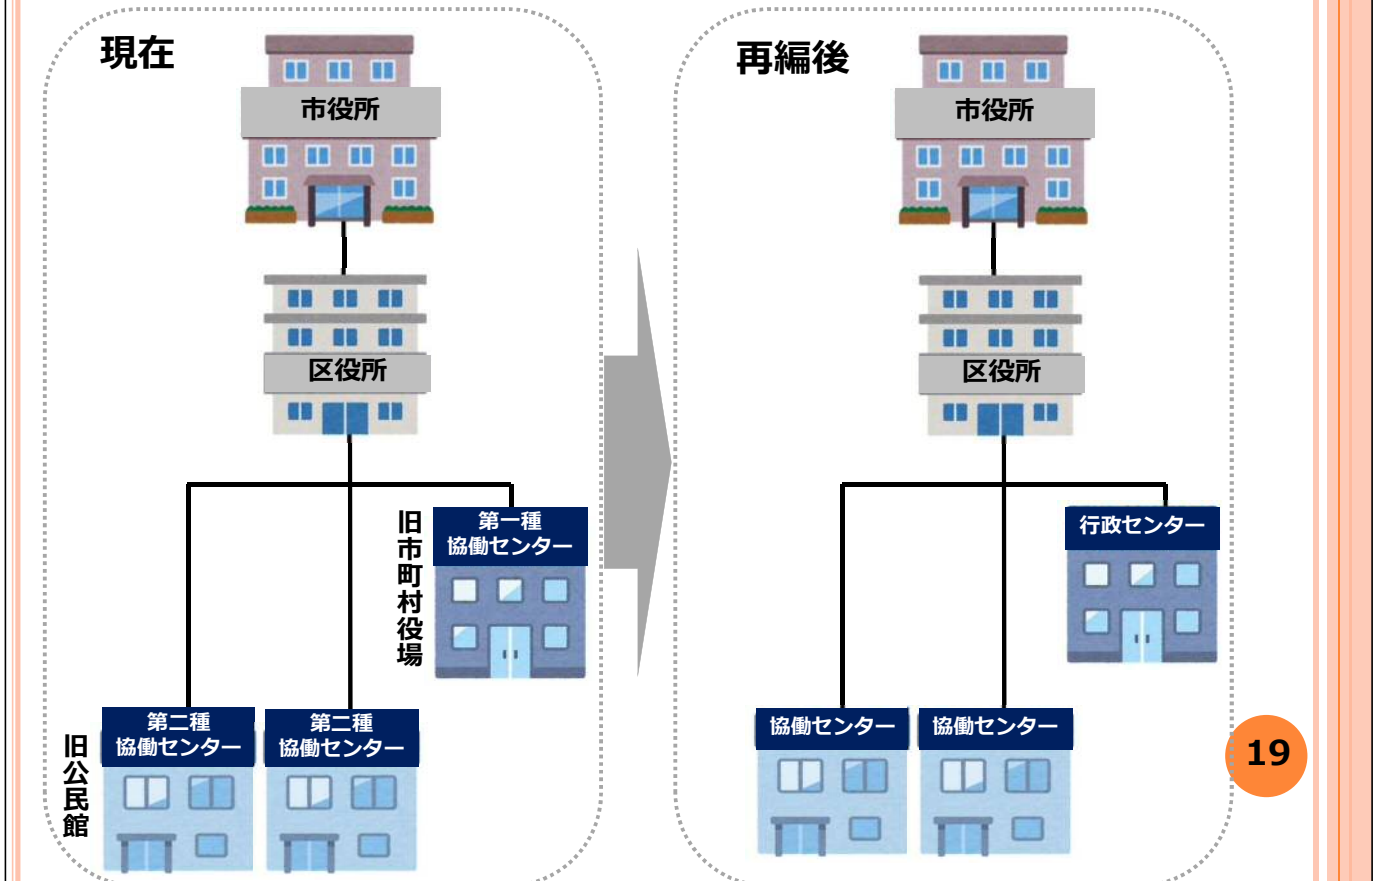 現在
市役所
区役所
旧市町村役場
第一種
協働センター
旧公民館
第二種
協働センター
第二種
協働センター
再編後
市役所
区役所
行政センター
協働センター
協働センター
19